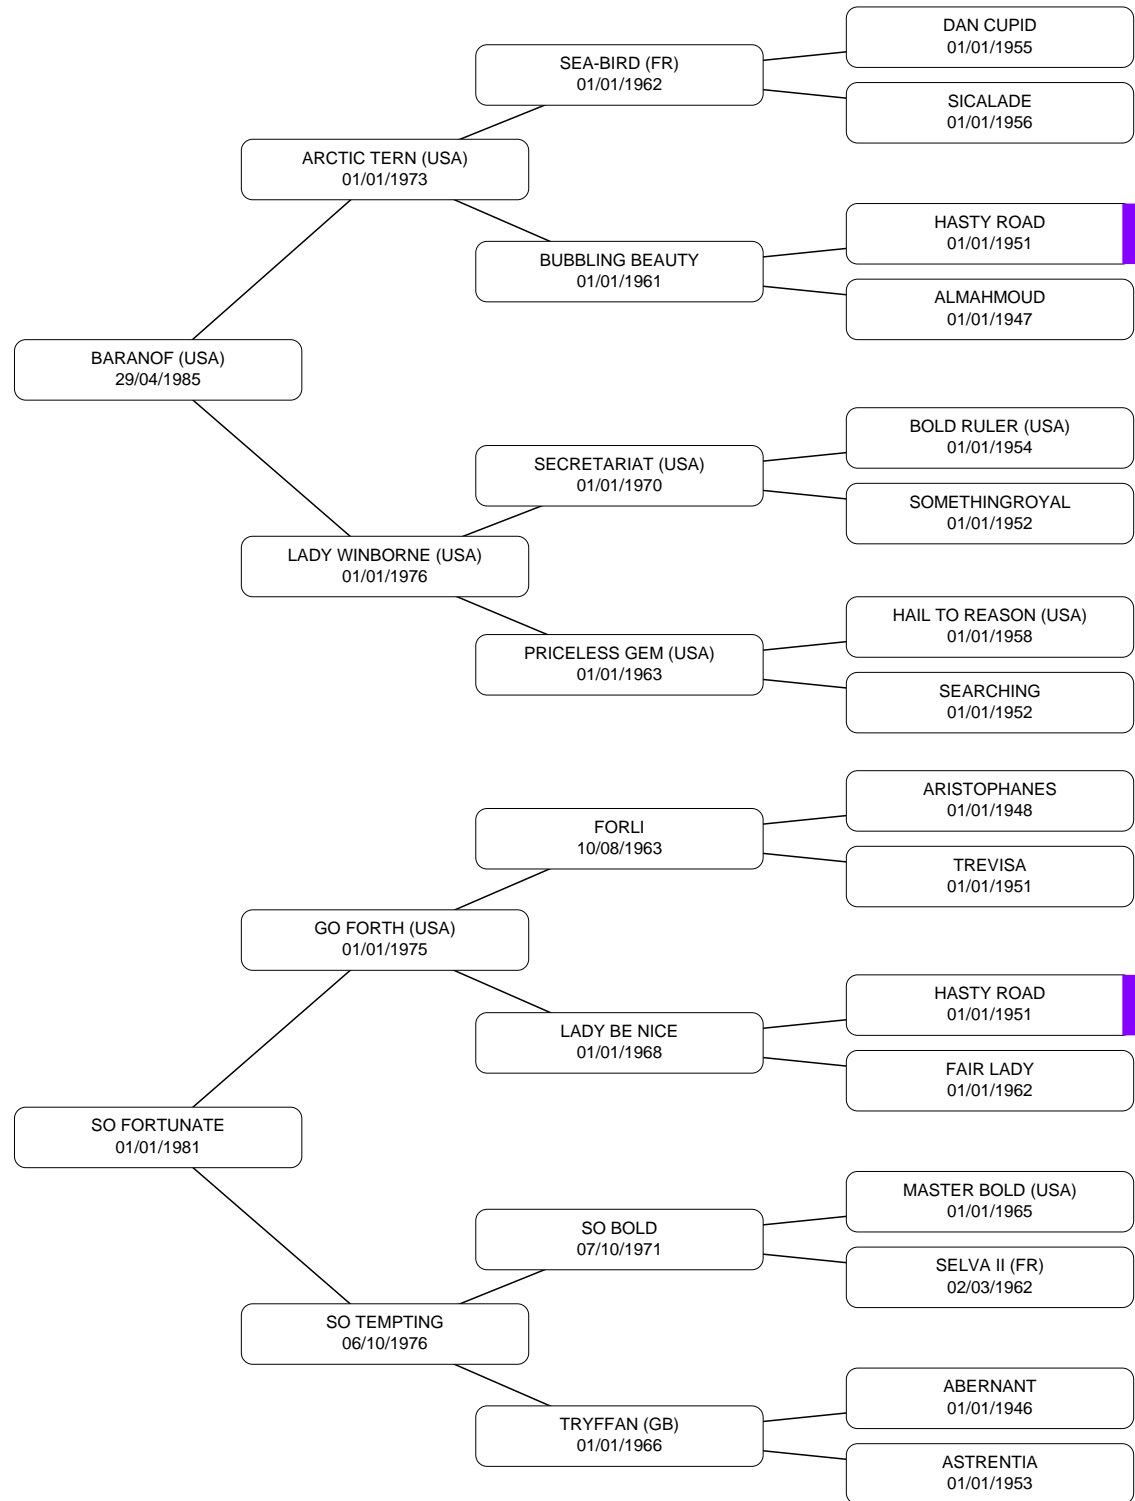 DAN CUPID
01/01/1955
SEA-BIRD (FR)
01/01/1962
SICALADE
01/01/1956
ARCTIC TERN (USA)
01/01/1973
HASTY ROAD
01/01/1951
BUBBLING BEAUTY
01/01/1961
ALMAHMOUD
01/01/1947
BARANOF (USA)
29/04/1985
BOLD RULER (USA)
01/01/1954
SECRETARIAT (USA)
01/01/1970
SOMETHINGROYAL
01/01/1952
LADY WINBORNE (USA)
01/01/1976
HAIL TO REASON (USA)
01/01/1958
PRICELESS GEM (USA)
01/01/1963
SEARCHING
01/01/1952
ARISTOPHANES
01/01/1948
FORLI
10/08/1963
TREVISA
01/01/1951
GO FORTH (USA)
01/01/1975
HASTY ROAD
01/01/1951
LADY BE NICE
01/01/1968
FAIR LADY
01/01/1962
SO FORTUNATE
01/01/1981
MASTER BOLD (USA)
01/01/1965
SO BOLD
07/10/1971
SELVA II (FR)
02/03/1962
SO TEMPTING
06/10/1976
ABERNANT
01/01/1946
TRYFFAN (GB)
01/01/1966
ASTRENTIA
01/01/1953